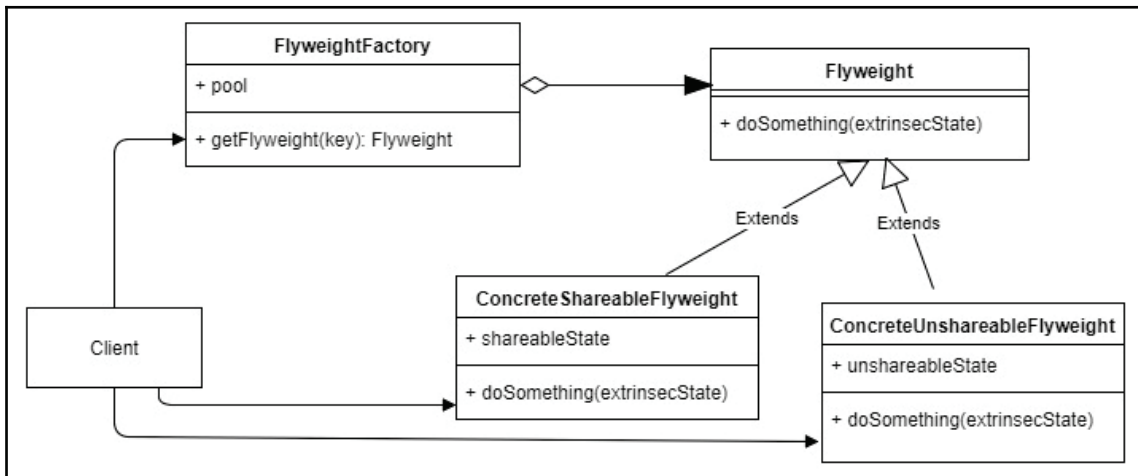 FlyweightFactory
+ pool
+ getFlyweight(key): Flyweight
Flyweight
+ doSomething(extrinsecState)
Extends
Extends
ConcreteShareableFlyweight
+ shareableState
+ doSomething(extrinsecState)
ConcreteUnshareableFlyweight
+ unshareableState
+ doSomething(extrinsecState)
Client